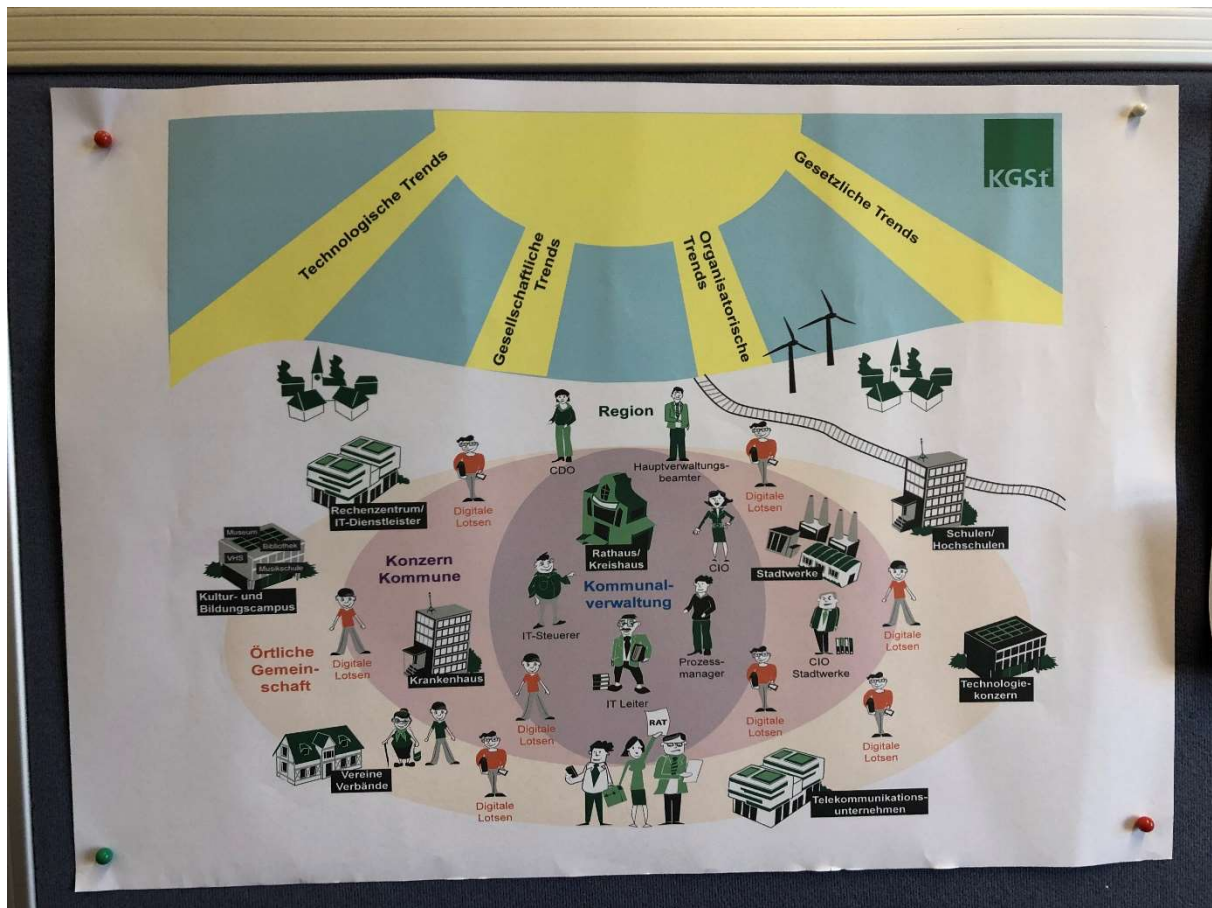 KGSt
Technologische Trends
Gesellschaftliche
Trends
Organisatorische
Trends
Gesetzliche Trends
Region
CDO
Hauptverwaltungs-
beamter
Digitale
Lotsen
Digitale
Lotsen
Rechenzentrum/
IT-Dienstleister
Rathaus/
Kreishaus
CIO
Schulen/
Hochschulen
Museum
Bibliothek
VHS
Musikschule
Kultur- und
Bildungscampus
Konzern
Kommune
Kommunal-
verwaltung
Stadtwerke
IT-Steuerer
Digitale
Lotsen
Örtliche
Gemein-
schaft
Digitale
Lotsen
Krankenhaus
Prozess-
manager
CIO
Stadtwerke
Technologie-
konzern
IT Leiter
Digitale
Lotsen
Digitale
Lotsen
Digitale
Lotsen
RAT
Vereine
Verbände
Digitale
Lotsen
Telekommunikations-
unternehmen